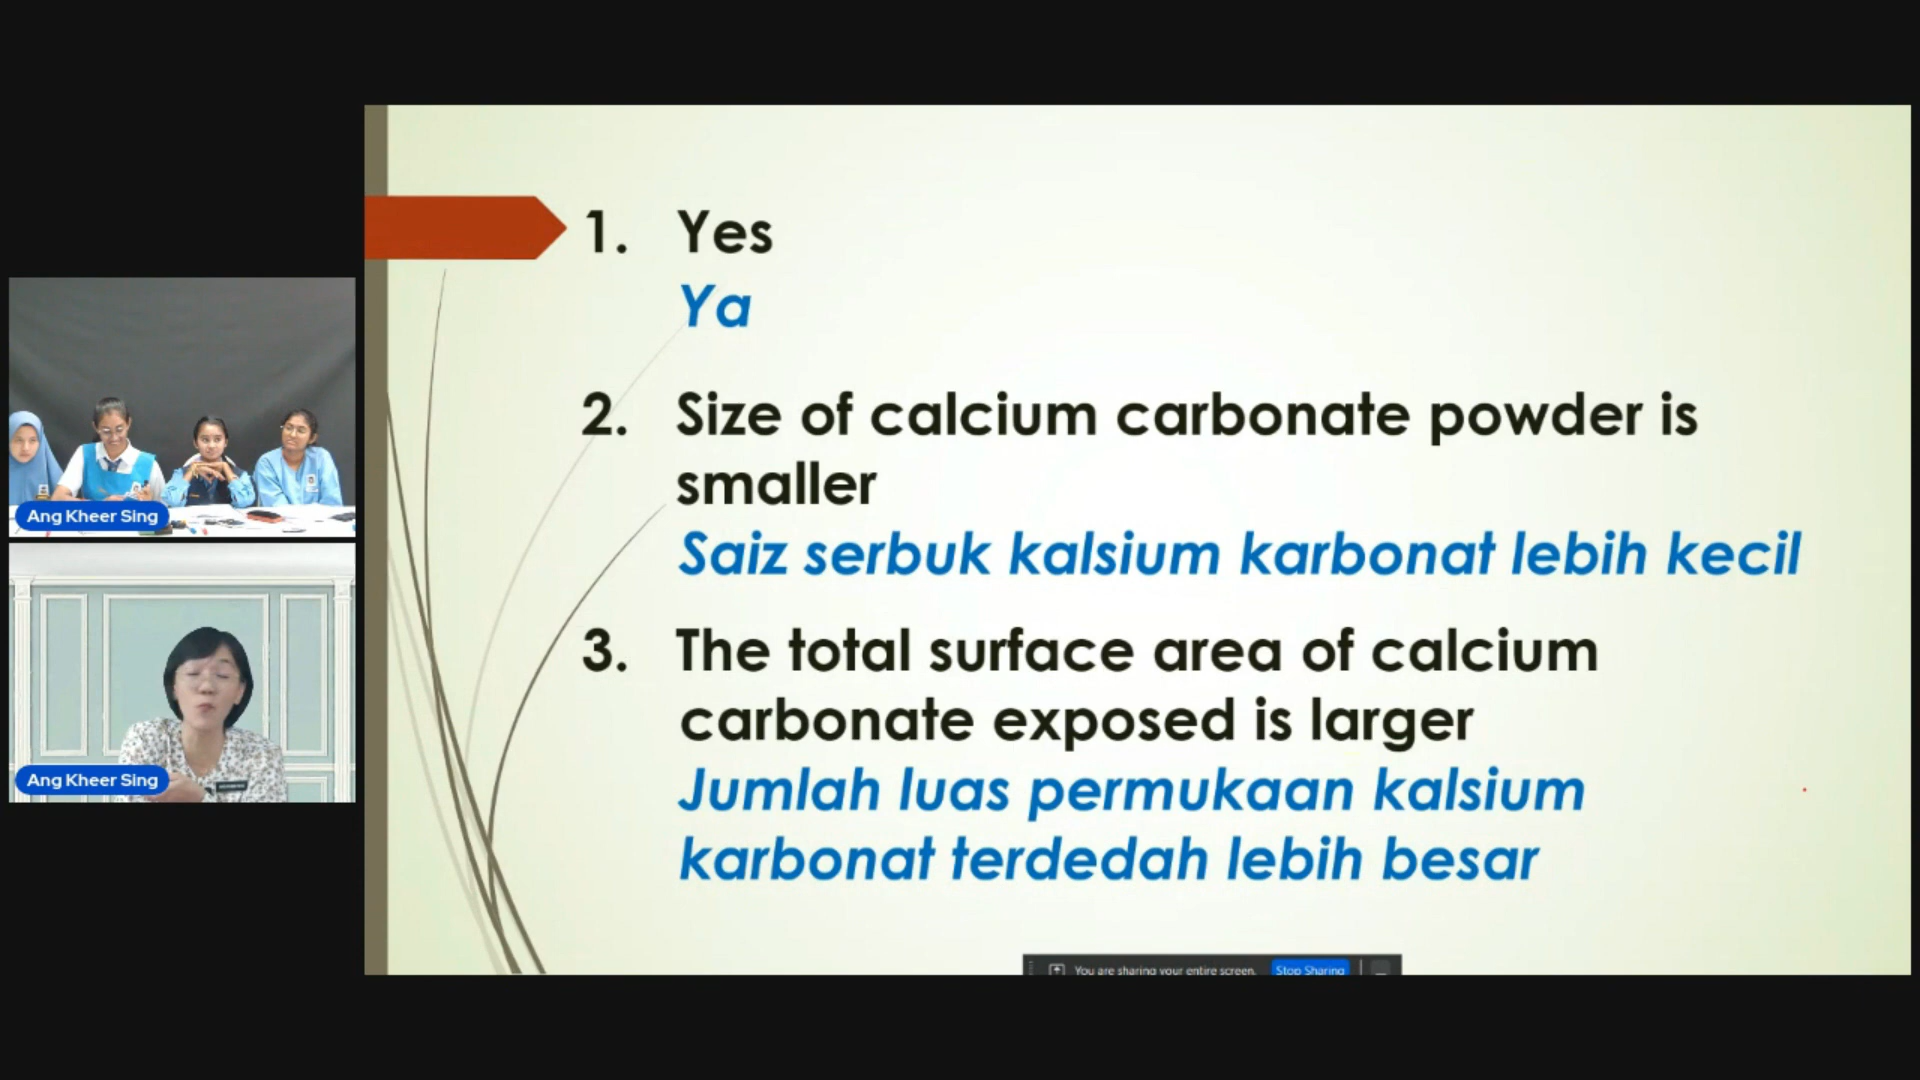 1. Yes
Ya
2. Size of calcium carbonate powder is
smaller
Saiz serbuk kalsium karbonat lebih kecil
3. The total surface area of calcium
carbonate exposed is larger
Jumlah luas permukaan kalsium
karbonat terdedah lebih besar
Ang Kheer Sing
Ang Kheer Sing
You are sharing your entire screen. Stop Sharing